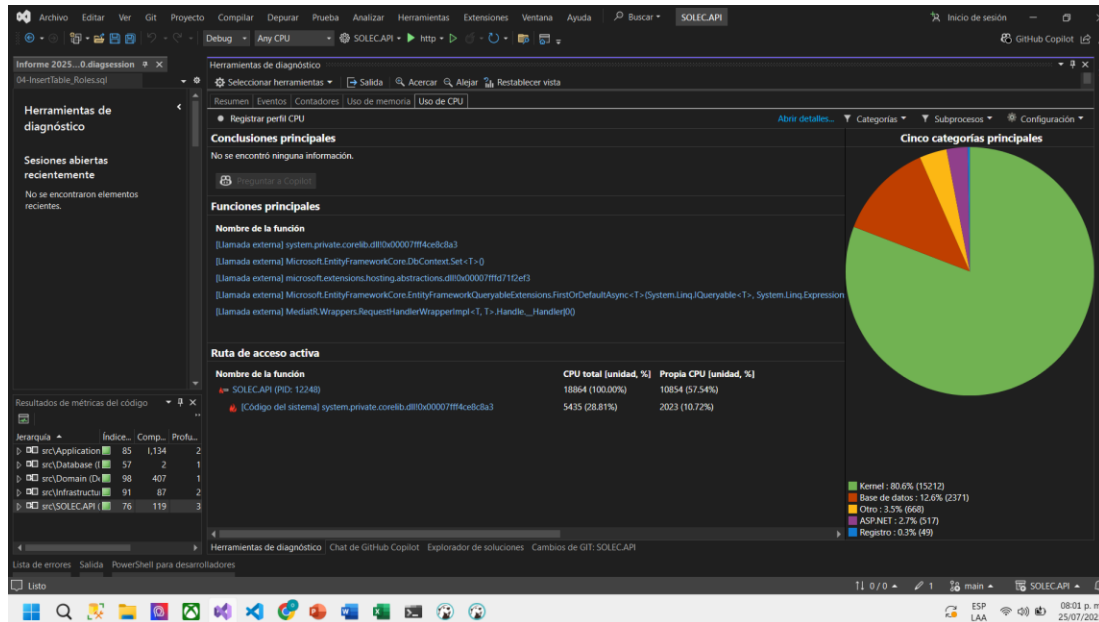 Archivo Editar Ver Git Proyecto Compilar Depurar Prueba Analizar Herramientas Extensiones Ventana Ayuda Buscar SOLEC.API Inicio de sesión
Debug Any CPU SOLEC.API http GitHub Copilot
Informe 2025...0.diagsession
04-InsertTable_Roles.sql
Herramientas de diagnóstico
Sesiones abiertas recientemente
No se encontraron elementos recientes.
Herramientas de diagnóstico
Seleccionar herramientas Salida Acercar Alejar Restablecer vista
Resumen Eventos Contadores Uso de memoria Uso de CPU
Registrar perfil CPU Abrir detalles... Categorías Subprocesos Configuración
Conclusiones principales
No se encontró ninguna información.
Preguntar a Copilot
Funciones principales
Nombre de la función
[Llamada externa] system.private.corelib.dll!0x00007fff4ce8c8a3
[Llamada externa] Microsoft.EntityFrameworkCore.DbContext.Set<T>()
[Llamada externa] microsoft.extensions.hosting.abstractions.dll!0x00007fffd71f2ef3
[Llamada externa] Microsoft.EntityFrameworkCore.EntityFrameworkQueryableExtensions.FirstOrDefaultAsync<T>(System.Linq.IQueryable<T>, System.Linq.Expression
[Llamada externa] MediatR.Wrappers.RequestHandlerWrapperImpl<T, T>.Handle.__Handler|0()
Ruta de acceso activa
Nombre de la función CPU total [unidad, %] Propia CPU [unidad, %]
SOLEC.API (PID: 12248) 18864 (100.00%) 10854 (57.54%)
[Código del sistema] system.private.corelib.dll!0x00007fff4ce8c8a3 5435 (28.81%) 2023 (10.72%)
Cinco categorías principales
Kernel : 80.6% (15212)
Base de datos : 12.6% (2371)
Otro : 3.5% (668)
ASP.NET : 2.7% (517)
Registro : 0.3% (49)
Resultados de métricas del código
Jerarquía Índice... Comp... Profu...
src\Application 85 1,134 2
src\Database ( 57 2 1
src\Domain (D 98 407 1
src\Infrastructu 91 87 2
src\SOLEC.API ( 76 119 3
Herramientas de diagnóstico Chat de GitHub Copilot Explorador de soluciones Cambios de GIT: SOLEC.API
Lista de errores Salida PowerShell para desarrolladores
Listo 0 / 0 1 main SOLEC.API
ESP
LAA
08:01 p. m
25/07/202